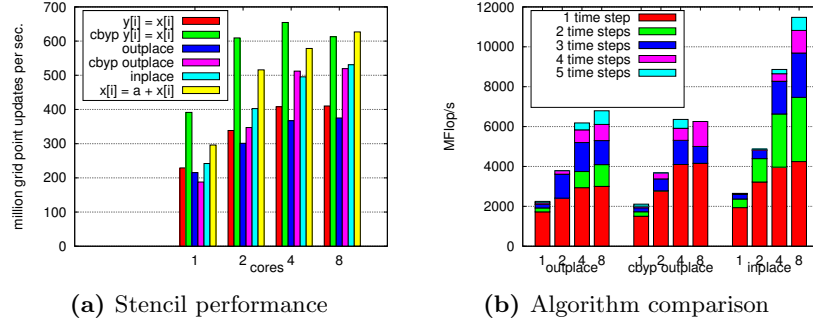 million grid point updates per sec.
700
600
500
400
300
200
100
0
y[i] = x[i]
cbyp y[i] = x[i]
outplace
cbyp outplace
inplace
x[i] = a + x[i]
1 2 4 8
cores
(a) Stencil performance
MFlop/s
12000
10000
8000
6000
4000
2000
0
1 time step
2 time steps
3 time steps
4 time steps
5 time steps
1 2 4 8 1 2 4 8 1 2 4 8
outplace cbyp outplace inplace
(b) Algorithm comparison